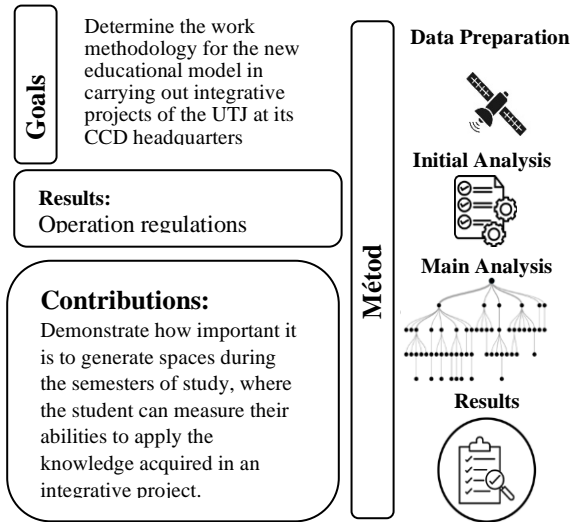 Goals
Determine the work
methodology for the new
educational model in
carrying out integrative
projects of the UTJ at its
CCD headquarters
Results:
Operation regulations
Contributions:
Demonstrate how important it
is to generate spaces during
the semesters of study, where
the student can measure their
abilities to apply the
knowledge acquired in an
integrative project.
Métod
Data Preparation
Initial Analysis
Main Analysis
Results